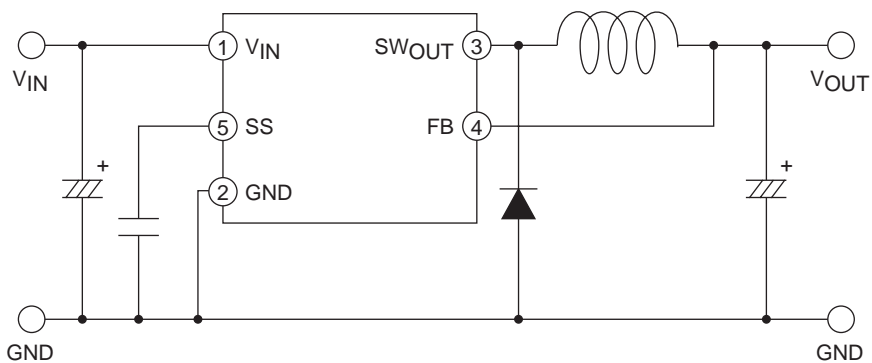 1 VIN SWOUT 3
VIN VOUT
5 SS FB 4
+ +
2 GND
GND GND